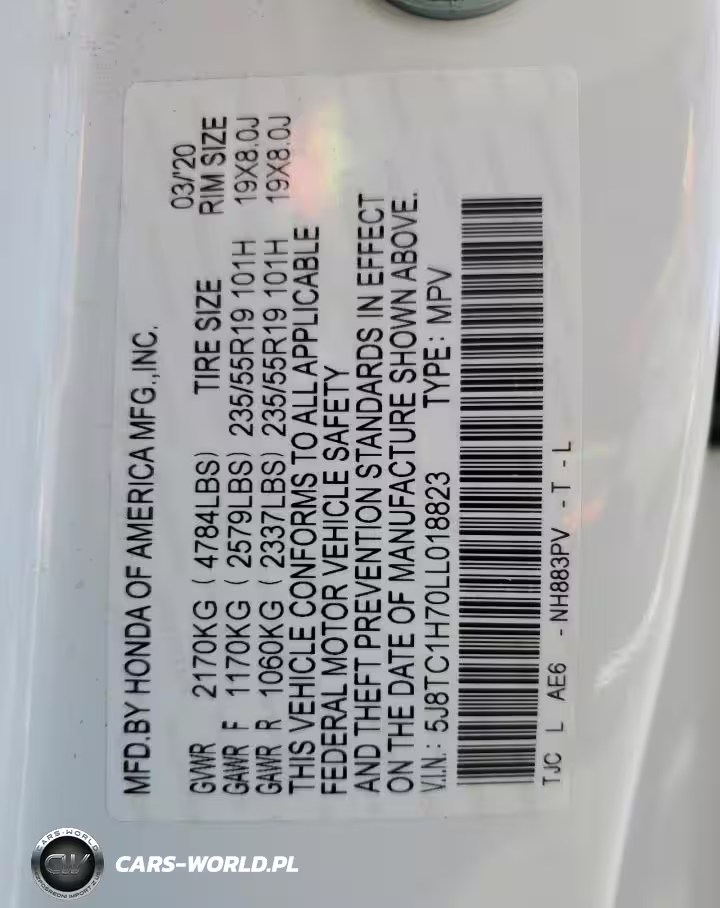 MFD.BY HONDA OF AMERICA MFG.,INC.
03/'20
GVWR 2170KG ( 4784LBS) TIRE SIZE RIM SIZE
GAWR F 1170KG ( 2579LBS) 235/55R19 101H 19X8.0J
GAWR R 1060KG ( 2337LBS) 235/55R19 101H 19X8.0J
THIS VEHICLE CONFORMS TO ALL APPLICABLE
FEDERAL MOTOR VEHICLE SAFETY
AND THEFT PREVENTION STANDARDS IN EFFECT
ON THE DATE OF MANUFACTURE SHOWN ABOVE.
V.I.N.: 5J8TC1H70LL018823 TYPE: MPV
TJC L AE6 -NH883PV -T -L
CARS-WORLD
CW
CARS-WORLD.PL